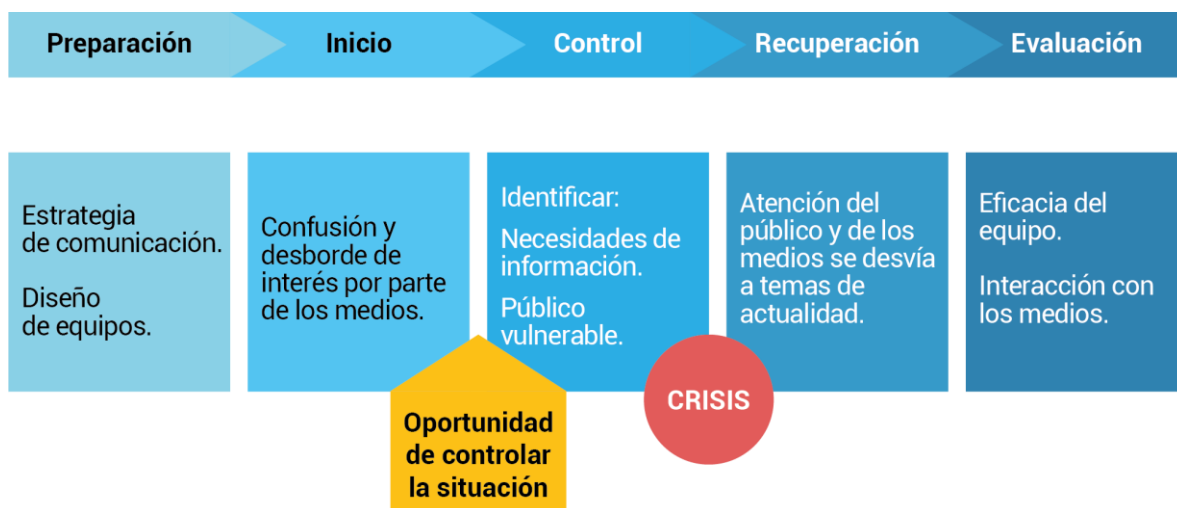 Preparación
Inicio
Control
Recuperación
Evaluación
Estrategia
de comunicación.
Diseño
de equipos.
Confusión y
desborde de
interés por parte
de los medios.
Identificar:
Necesidades de
información.
Público
vulnerable.
Atención del
público y de los
medios se desvía
a temas de
actualidad.
Eficacia del
equipo.
Interacción con
los medios.
Oportunidad
de controlar
la situación
CRISIS